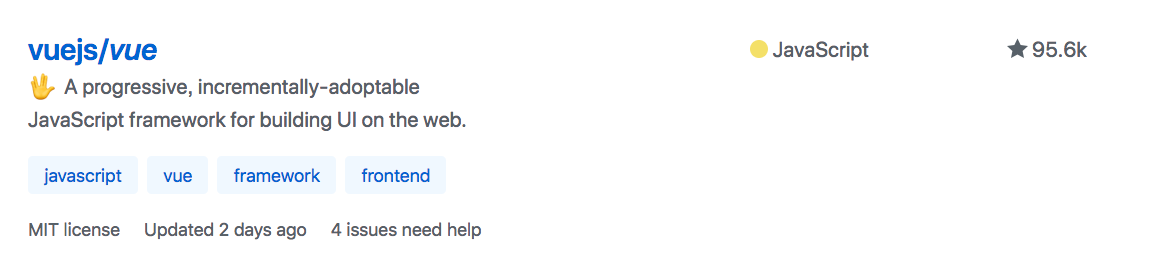 vuejs/vue JavaScript 95.6k
🖖 A progressive, incrementally-adoptable
JavaScript framework for building UI on the web.
javascript vue framework frontend
MIT license Updated 2 days ago 4 issues need help